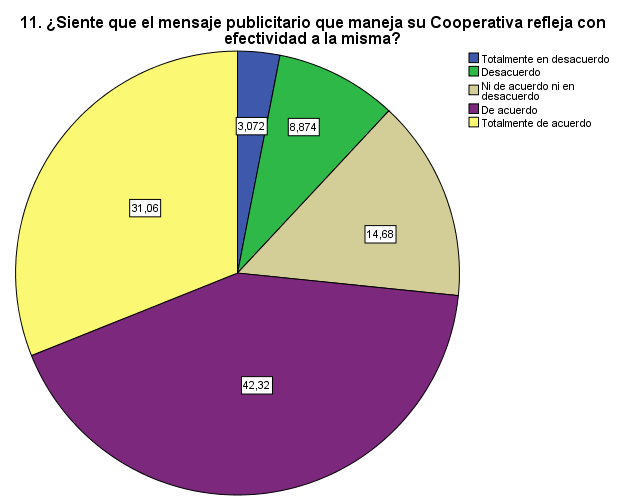 11. ¿Siente que el mensaje publicitario que maneja su Cooperativa refleja con
efectividad a la misma?
Totalmente en desacuerdo
Desacuerdo
Ni de acuerdo ni en
desacuerdo
De acuerdo
Totalmente de acuerdo
3,072
8,874
14,68
42,32
31,06